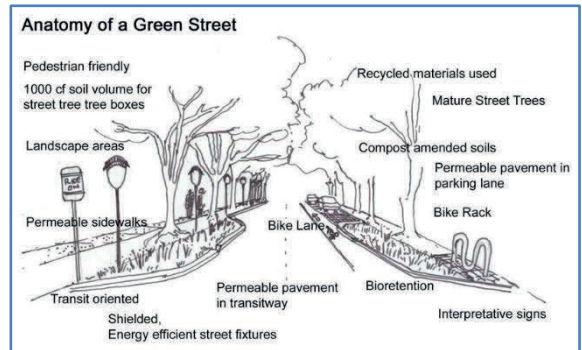 Anatomy of a Green Street
Pedestrian friendly
1000 cf soil volume for
street tree tree boxes
Landscape areas
Permeable sidewalks
Transit oriented
Shielded,
Energy efficient street fixtures
Permeable pavement
in transitway
Bike Lane
Recycled materials used
Mature Street Trees
Compost amended soils
Permeable pavement in
parking lane
Bike Rack
Bioretention
Interpretative signs